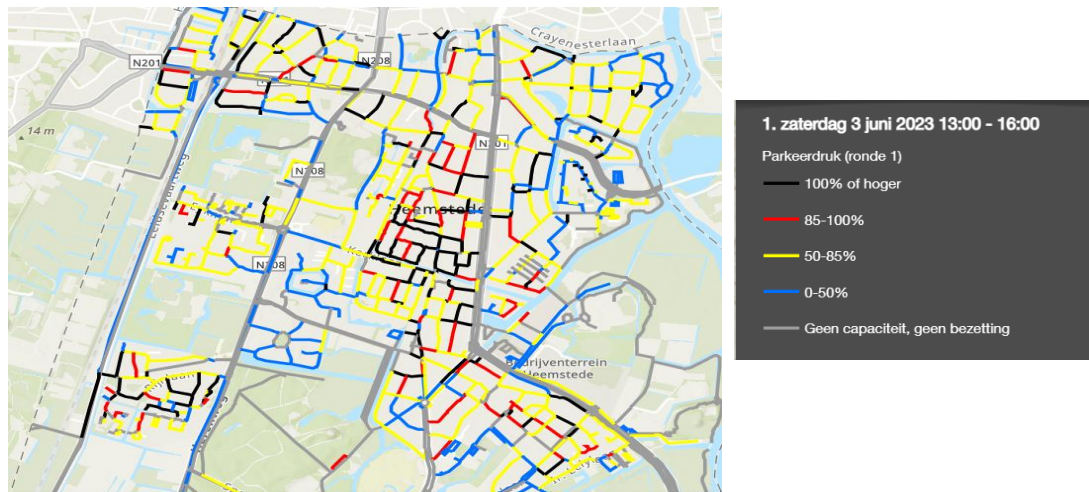 Crayenesterlaan
N208
N201
14 m
N201
N208
Heemstede
N208
Leidsevaartweg
Bedrijventerrein
Heemstede
1. zaterdag 3 juni 2023 13:00 - 16:00
Parkeerdruk (ronde 1)
100% of hoger
85-100%
50-85%
0-50%
Geen capaciteit, geen bezetting